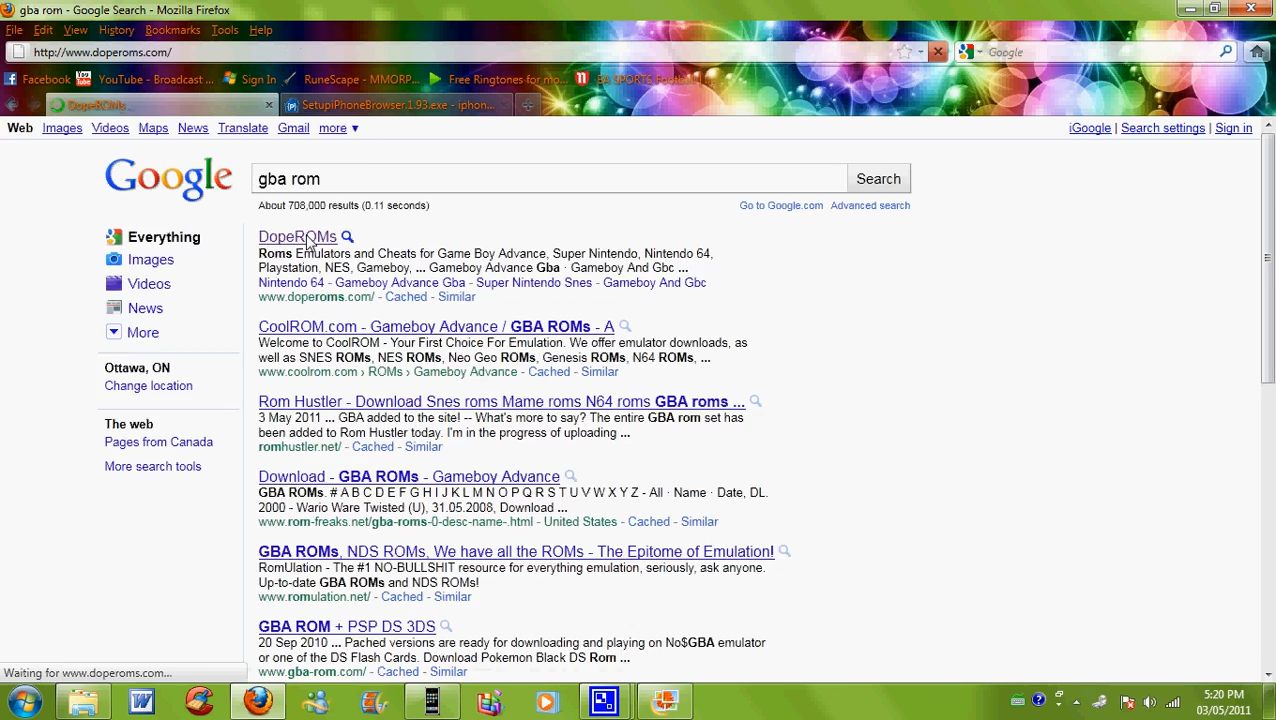 gba rom - Google Search - Mozilla Firefox
File Edit View History Bookmarks Tools Help
http://www.doperoms.com/
Google
Facebook YouTube - Broadcast ... Sign In RuneScape - MMORP... Free Ringtones for mo...
DopeROMs... SetupiPhoneBrowser.1.93.exe - iphon...
Web Images Videos Maps News Translate Gmail more ▼ iGoogle | Search settings | Sign in
Google gba rom Search
About 708,000 results (0.11 seconds) Go to Google.com Advanced search
Everything
Images
Videos
News
More
Ottawa, ON
Change location
The web
Pages from Canada
More search tools
DopeROMs
Roms Emulators and Cheats for Game Boy Advance, Super Nintendo, Nintendo 64,
Playstation, NES, Gameboy, ... Gameboy Advance Gba · Gameboy And Gbc ...
Nintendo 64 - Gameboy Advance Gba - Super Nintendo Snes - Gameboy And Gbc
www.doperoms.com/ - Cached - Similar
CoolROM.com - Gameboy Advance / GBA ROMs - A
Welcome to CoolROM - Your First Choice For Emulation. We offer emulator downloads, as
well as SNES ROMs, NES ROMs, Neo Geo ROMs, Genesis ROMs, N64 ROMs, ...
www.coolrom.com › ROMs › Gameboy Advance - Cached - Similar
Rom Hustler - Download Snes roms Mame roms N64 roms GBA roms ...
3 May 2011 ... GBA added to the site! -- What's more to say? The entire GBA rom set has
been added to Rom Hustler today. I'm in the progress of uploading ...
romhustler.net/ - Cached - Similar
Download - GBA ROMs - Gameboy Advance
GBA ROMs. # A B C D E F G H I J K L M N O P Q R S T U V W X Y Z - All · Name · Date, DL.
2000 - Wario Ware Twisted (U), 31.05.2008, Download ...
www.rom-freaks.net/gba-roms-0-desc-name-.html - United States - Cached - Similar
GBA ROMs, NDS ROMs, We have all the ROMs - The Epitome of Emulation!
RomUlation - The #1 NO-BULLSHIT resource for everything emulation, seriously, ask anyone.
Up-to-date GBA ROMs and NDS ROMs!
www.romulation.net/ - Cached - Similar
GBA ROM + PSP DS 3DS
20 Sep 2010 ... Pached versions are ready for downloading and playing on No$GBA emulator
or one of the DS Flash Cards. Download Pokemon Black DS Rom ...
www.gba-rom.com/ - Cached - Similar
Waiting for www.doperoms.com...
5:20 PM
03/05/2011